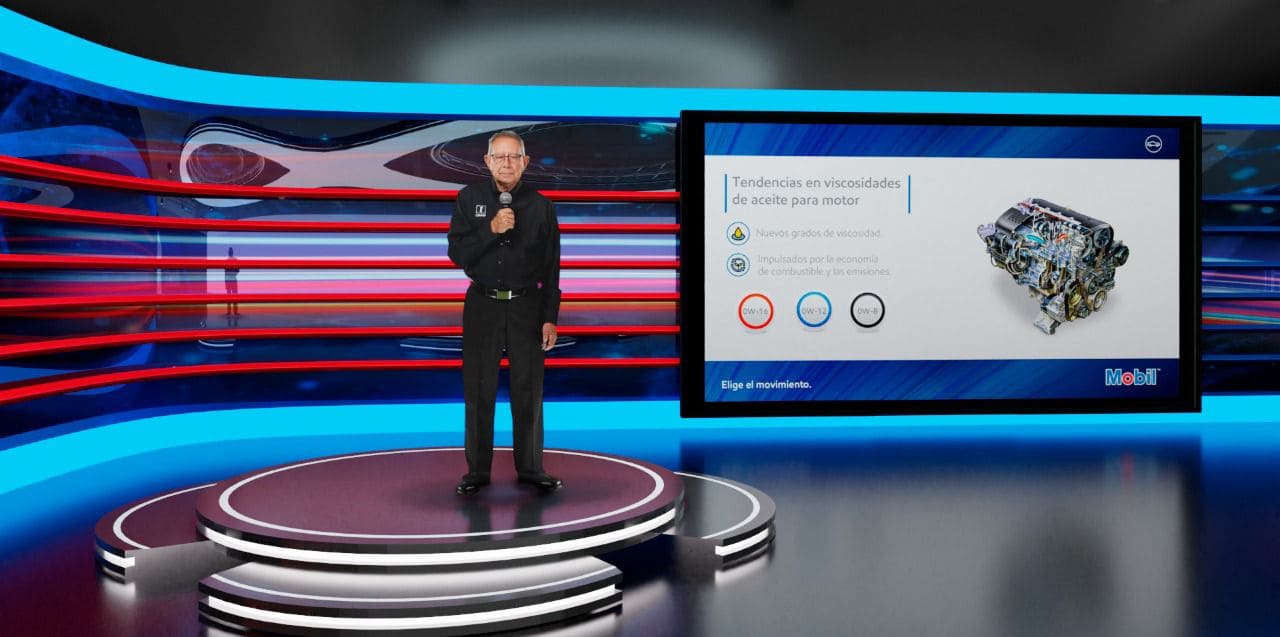 Tendencias en viscosidades
de aceite para motor
Nuevos grados de viscosidad.
Impulsados por la economía
de combustible y las emisiones.
0W-16 0W-12 0W-8
Elige el movimiento.
Mobil™